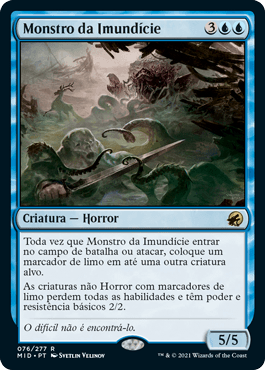 Monstro da Imundície 3
Criatura — Horror
Toda vez que Monstro da Imundície entrar
no campo de batalha ou atacar, coloque um
marcador de limo em até uma outra criatura
alvo.
As criaturas não Horror com marcadores de
limo perdem todas as habilidades e têm poder e
resistência básicos 2/2.
O difícil é não encontrá-lo.
5/5
076/277 R
MID • PT Svetlin Velinov
™ & © 2021 Wizards of the Coast